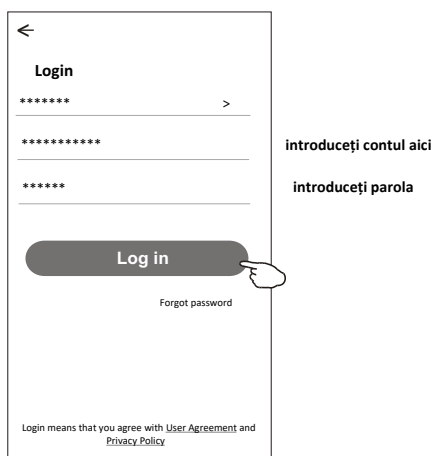 Login
******* >
***********
introduceți contul aici
******
introduceți parola
Log in
Forgot password
Login means that you agree with User Agreement and
Privacy Policy